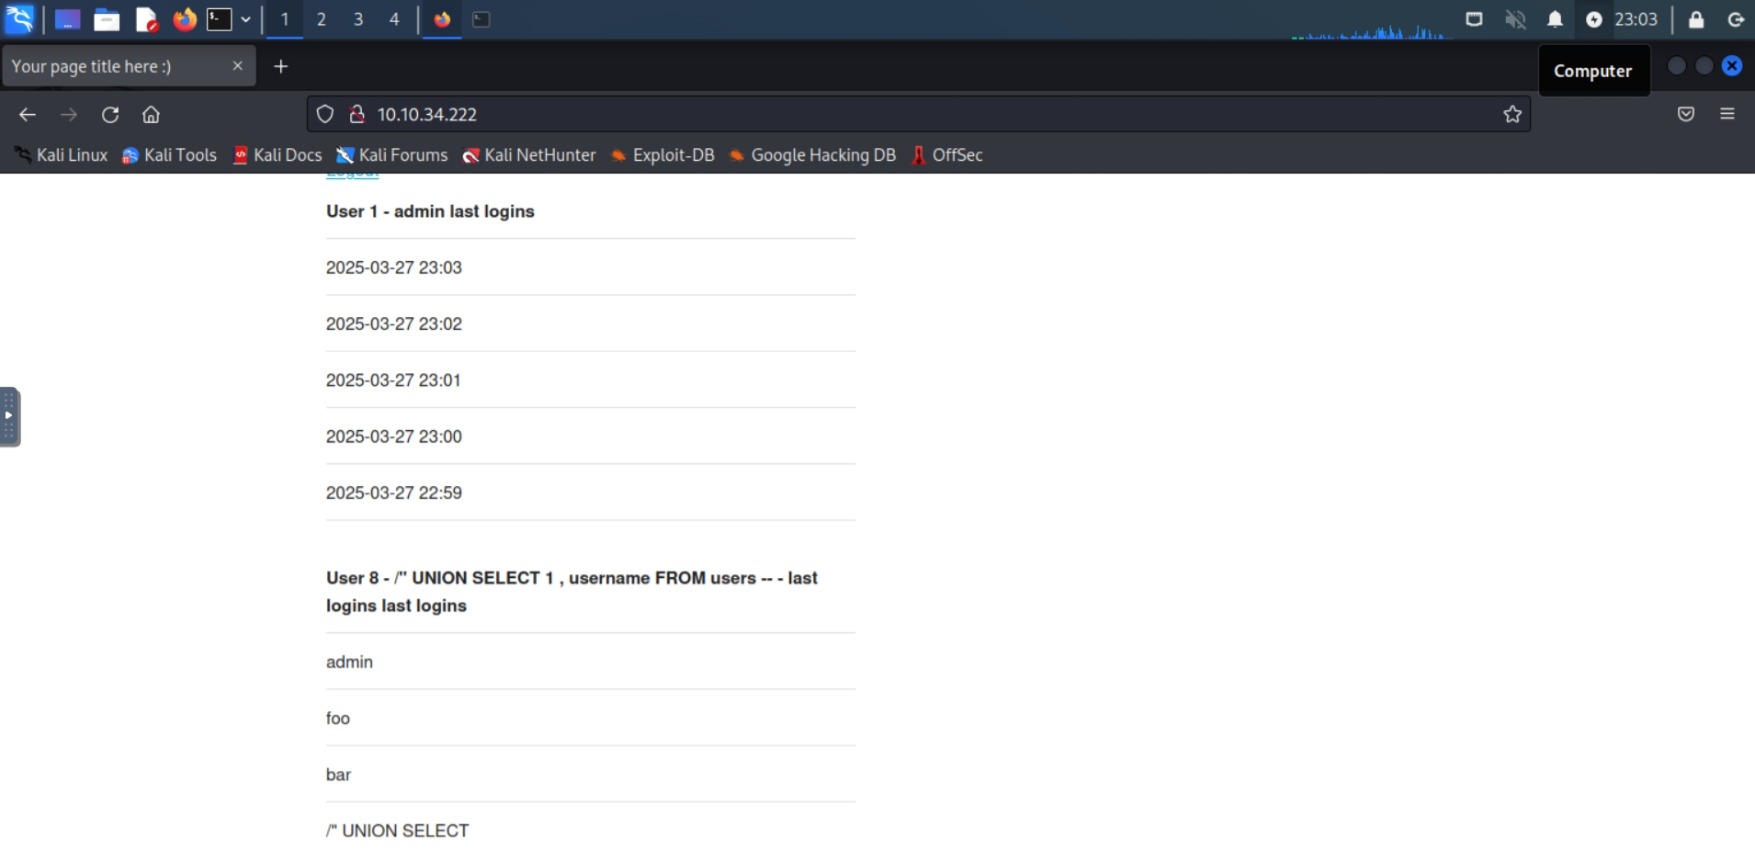 1 2 3 4 23:03
Your page title here :)
Computer
10.10.34.222
Kali Linux Kali Tools Kali Docs Kali Forums Kali NetHunter Exploit-DB Google Hacking DB OffSec
Logout
User 1 - admin last logins
2025-03-27 23:03
2025-03-27 23:02
2025-03-27 23:01
2025-03-27 23:00
2025-03-27 22:59
User 8 - /" UNION SELECT 1 , username FROM users -- - last
logins last logins
admin
foo
bar
/" UNION SELECT